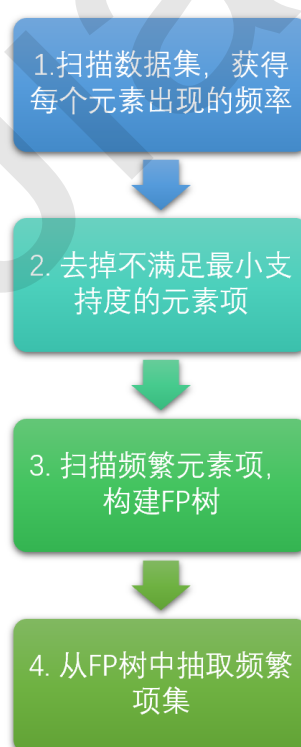 1.扫描数据集，获得
每个元素出现的频率
2. 去掉不满足最小支
持度的元素项
3. 扫描频繁元素项，
构建FP树
4. 从FP树中抽取频繁
项集